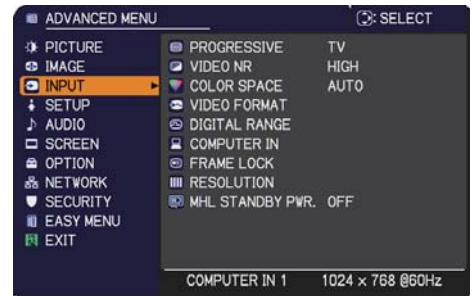 ADVANCED MENU : SELECT
PICTURE
IMAGE
INPUT
SETUP
AUDIO
SCREEN
OPTION
NETWORK
SECURITY
EASY MENU
EXIT
PROGRESSIVE TV
VIDEO NR HIGH
COLOR SPACE AUTO
VIDEO FORMAT
DIGITAL RANGE
COMPUTER IN
FRAME LOCK
RESOLUTION
MHL STANDBY PWR. OFF
COMPUTER IN 1 1024 × 768 @60Hz